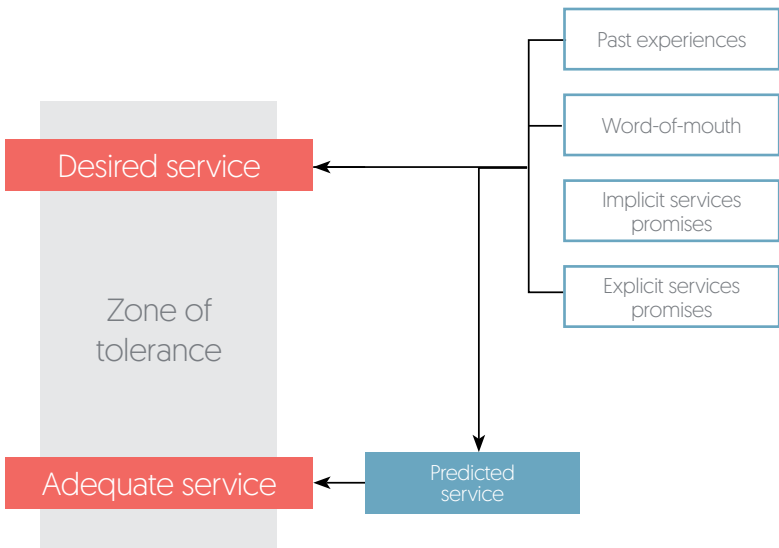 Past experiences
Word-of-mouth
Desired service
Implicit services
promises
Explicit services
promises
Zone of
tolerance
Predicted
service
Adequate service